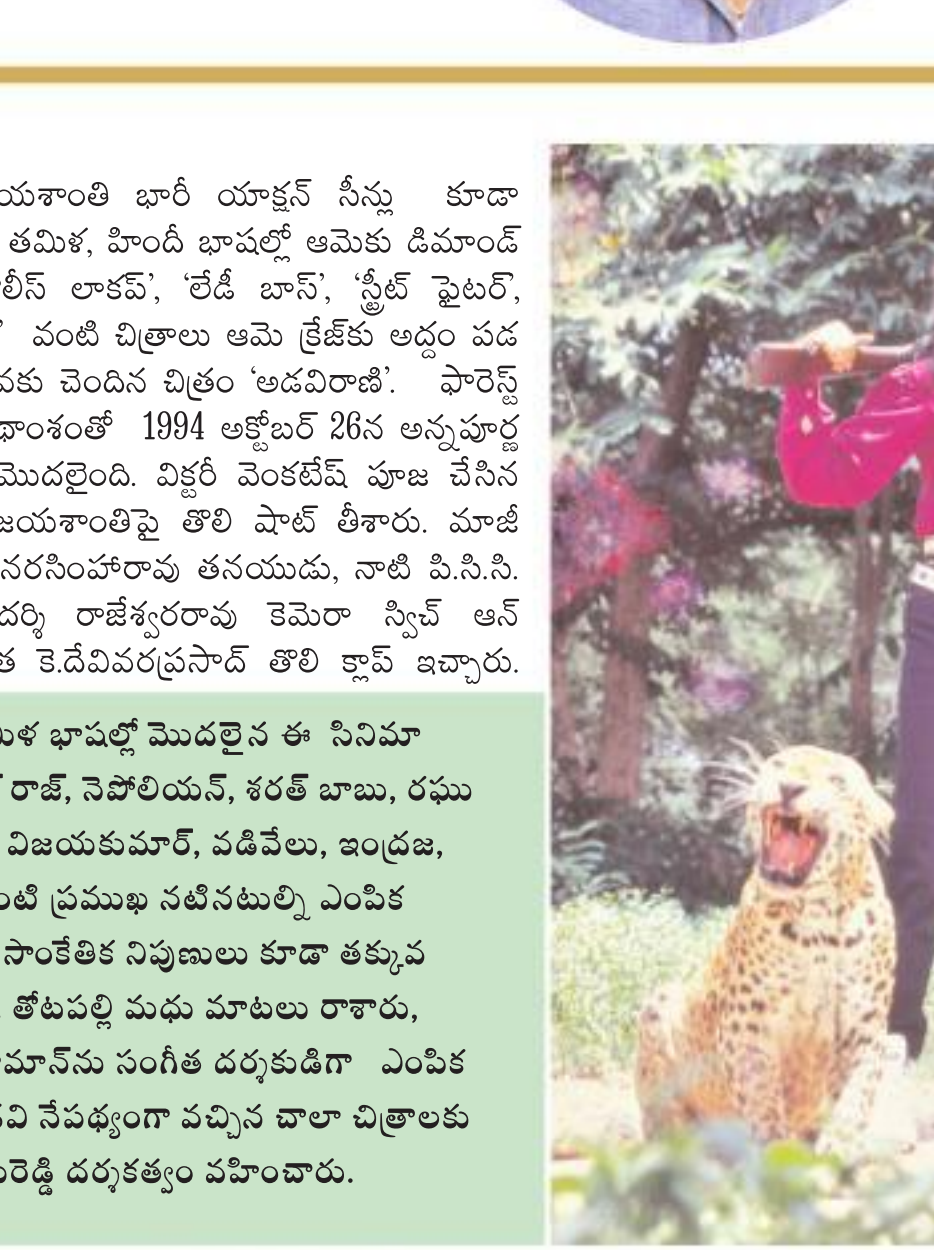 యశాంతి భారీ యాక్షన్ సీన్లు కూడా
తమిళ, హిందీ భాషల్లో ఆమెకు డిమాండ్
లీస్ లాకప్', 'లేడీ బాస్', 'స్ట్రీట్ ఫైటర్',
' వంటి చిత్రాలు ఆమె క్రేజ్‌కు అద్దం పడ
వకు చెందిన చిత్రం 'అడవిరాణి'. ఫారెస్ట్
థాంశంతో 1994 అక్టోబర్ 26న అన్నపూర్ణ
మొదలైంది. విక్టరీ వెంకటేష్ పూజ చేసిన
జయశాంతిపై తొలి షాట్ తీశారు. మాజీ
నరసింహారావు తనయుడు, నాటి పి.సి.సి.
దర్శి రాజేశ్వరరావు కెమెరా స్విచ్ ఆన్
త కె.దేవివరప్రసాద్ తొలి క్లాప్ ఇచ్చారు.
మిళ భాషల్లో మొదలైన ఈ సినిమా
రాజ్, నెపోలియన్, శరత్ బాబు, రఘు
విజయకుమార్, వడివేలు, ఇంద్రజ,
ంటి ప్రముఖ నటినటుల్ని ఎంపిక
సాంకేతిక నిపుణులు కూడా తక్కువ
. తోటపల్లి మధు మాటలు రాశారు,
మాన్‌ను సంగీత దర్శకుడిగా ఎంపిక
వి నేపథ్యంగా వచ్చిన చాలా చిత్రాలకు
రెడ్డి దర్శకత్వం వహించారు.